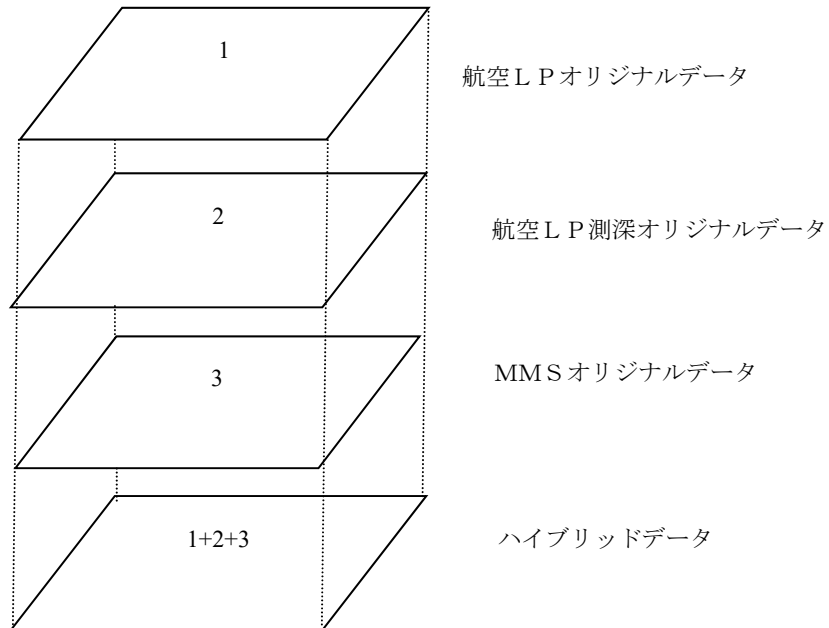 1
航空ＬＰオリジナルデータ
2
航空ＬＰ測深オリジナルデータ
3
ＭＭＳオリジナルデータ
1+2+3
ハイブリッドデータ